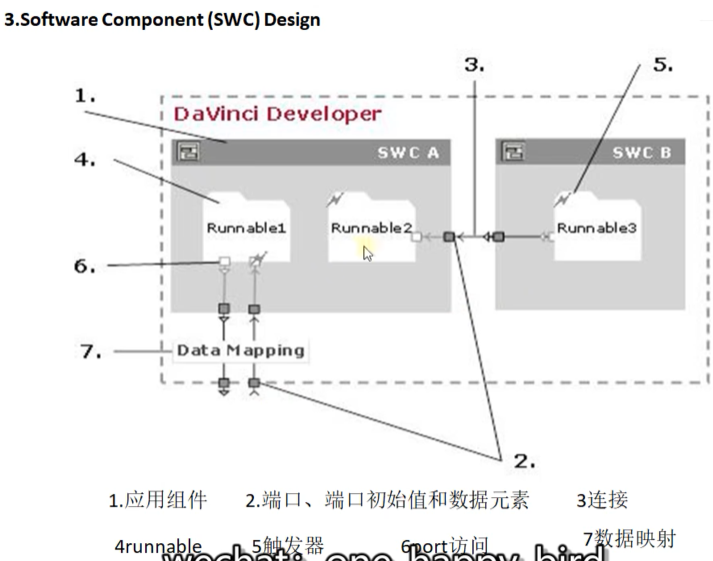 3.Software Component (SWC) Design
3.
5.
1.
DaVinci Developer
SWC A
SWC B
4.
Runnable1
Runnable2
Runnable3
6.
7.
Data Mapping
2.
1.应用组件 2.端口、端口初始值和数据元素 3连接
4runnable 5触发器 6port访问 7数据映射
wechat: one happy bird